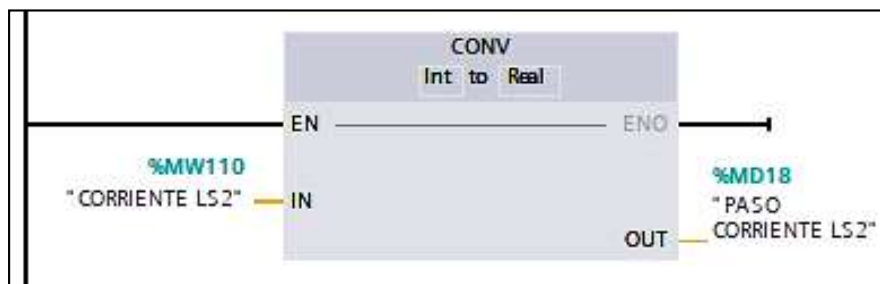 CONV
Int to Real
EN
ENO
%MW110
"CORRIENTE LS2"
IN
%MD18
"PASO
CORRIENTE LS2"
OUT